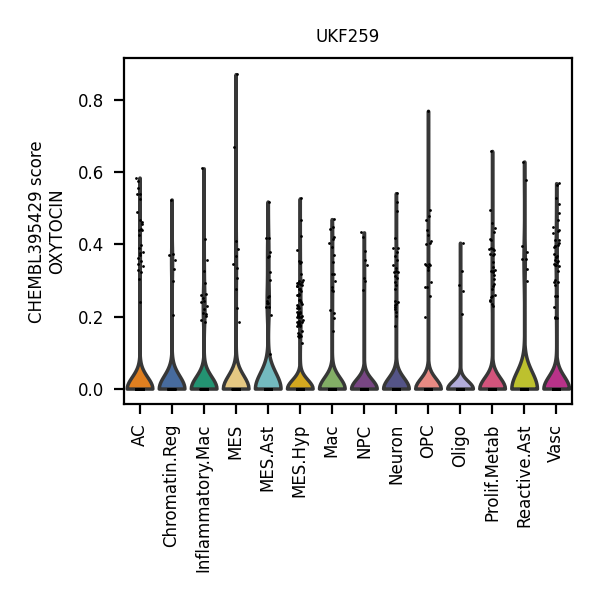 UKF259
CHEMBL395429 score
OXYTOCIN
0.8
0.6
0.4
0.2
0.0
AC
Chromatin.Reg
Inflammatory.Mac
MES
MES.Ast
MES.Hyp
Mac
NPC
Neuron
OPC
Oligo
Prolif.Metab
Reactive.Ast
Vasc